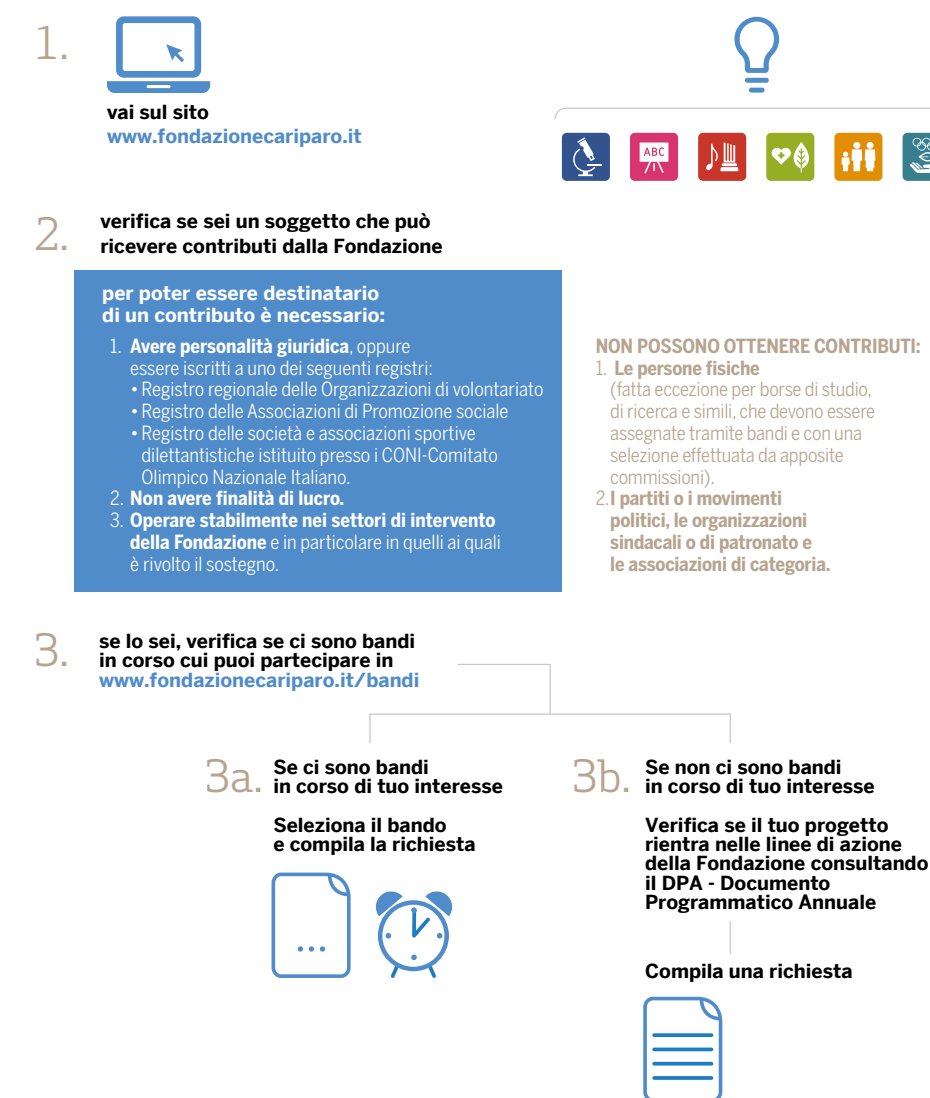 1.
vai sul sito
www.fondazionecariparo.it
ABC
2.
verifica se sei un soggetto che può
ricevere contributi dalla Fondazione
per poter essere destinatario
di un contributo è necessario:
1. Avere personalità giuridica, oppure
essere iscritti a uno dei seguenti registri:
• Registro regionale delle Organizzazioni di volontariato
• Registro delle Associazioni di Promozione sociale
• Registro delle società e associazioni sportive
dilettantistiche istituito presso i CONI-Comitato
Olimpico Nazionale Italiano.
2. Non avere finalità di lucro.
3. Operare stabilmente nei settori di intervento
della Fondazione e in particolare in quelli ai quali
è rivolto il sostegno.
NON POSSONO OTTENERE CONTRIBUTI:
1. Le persone fisiche
(fatta eccezione per borse di studio,
di ricerca e simili, che devono essere
assegnate tramite bandi e con una
selezione effettuata da apposite
commissioni).
2.I partiti o i movimenti
politici, le organizzazioni
sindacali o di patronato e
le associazioni di categoria.
3.
se lo sei, verifica se ci sono bandi
in corso cui puoi partecipare in
www.fondazionecariparo.it/bandi
3a.
Se ci sono bandi
in corso di tuo interesse
Seleziona il bando
e compila la richiesta
3b.
Se non ci sono bandi
in corso di tuo interesse
Verifica se il tuo progetto
rientra nelle linee di azione
della Fondazione consultando
il DPA - Documento
Programmatico Annuale
Compila una richiesta